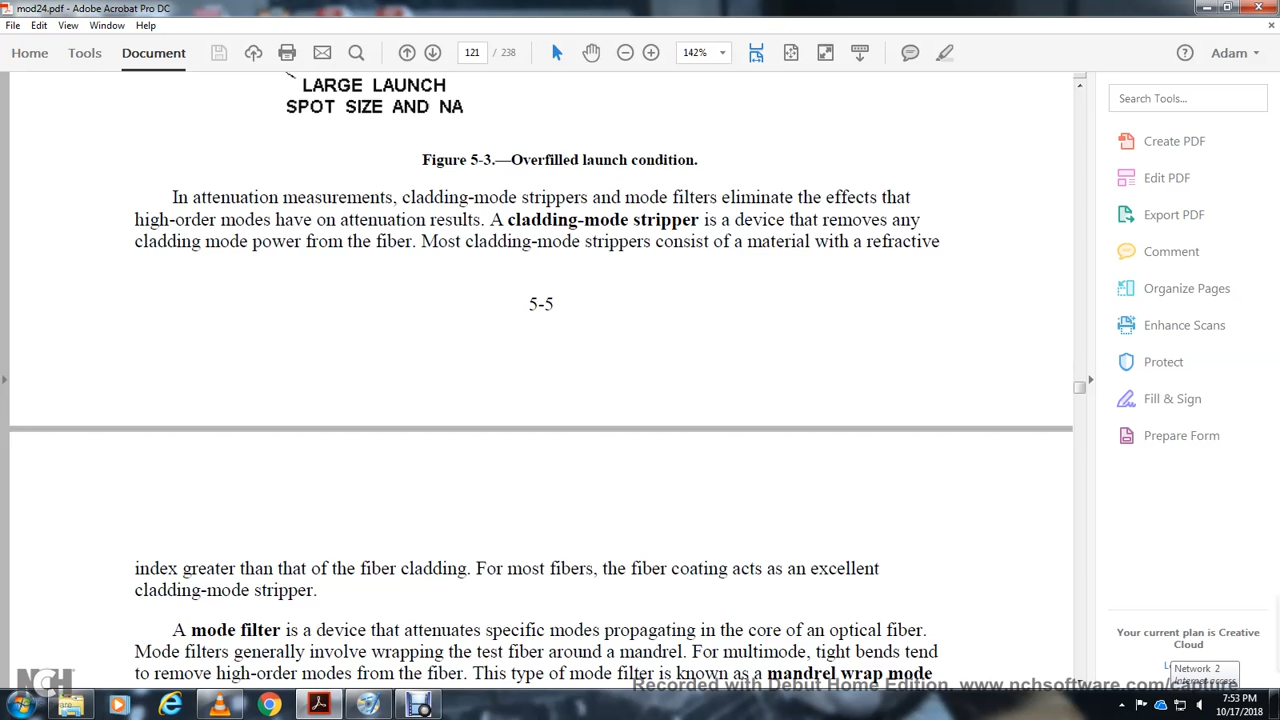 mod24.pdf - Adobe Acrobat Pro DC
File Edit View Window Help
Home Tools Document 121 / 238 142% Adam
LARGE LAUNCH
SPOT SIZE AND NA
Figure 5-3.—Overfilled launch condition.
In attenuation measurements, cladding-mode strippers and mode filters eliminate the effects that
high-order modes have on attenuation results. A cladding-mode stripper is a device that removes any
cladding mode power from the fiber. Most cladding-mode strippers consist of a material with a refractive
5-5
index greater than that of the fiber cladding. For most fibers, the fiber coating acts as an excellent
cladding-mode stripper.
A mode filter is a device that attenuates specific modes propagating in the core of an optical fiber.
Mode filters generally involve wrapping the test fiber around a mandrel. For multimode, tight bends tend
to remove high-order modes from the fiber. This type of mode filter is known as a mandrel wrap mode
Search Tools...
Create PDF
Edit PDF
Export PDF
Comment
Organize Pages
Enhance Scans
Protect
Fill & Sign
Prepare Form
Your current plan is Creative
Cloud
Network 2
Internet access
NCH
Recorded with Debut Home Edition. www.nchsoftware.com/capture
7:53 PM
10/17/2018